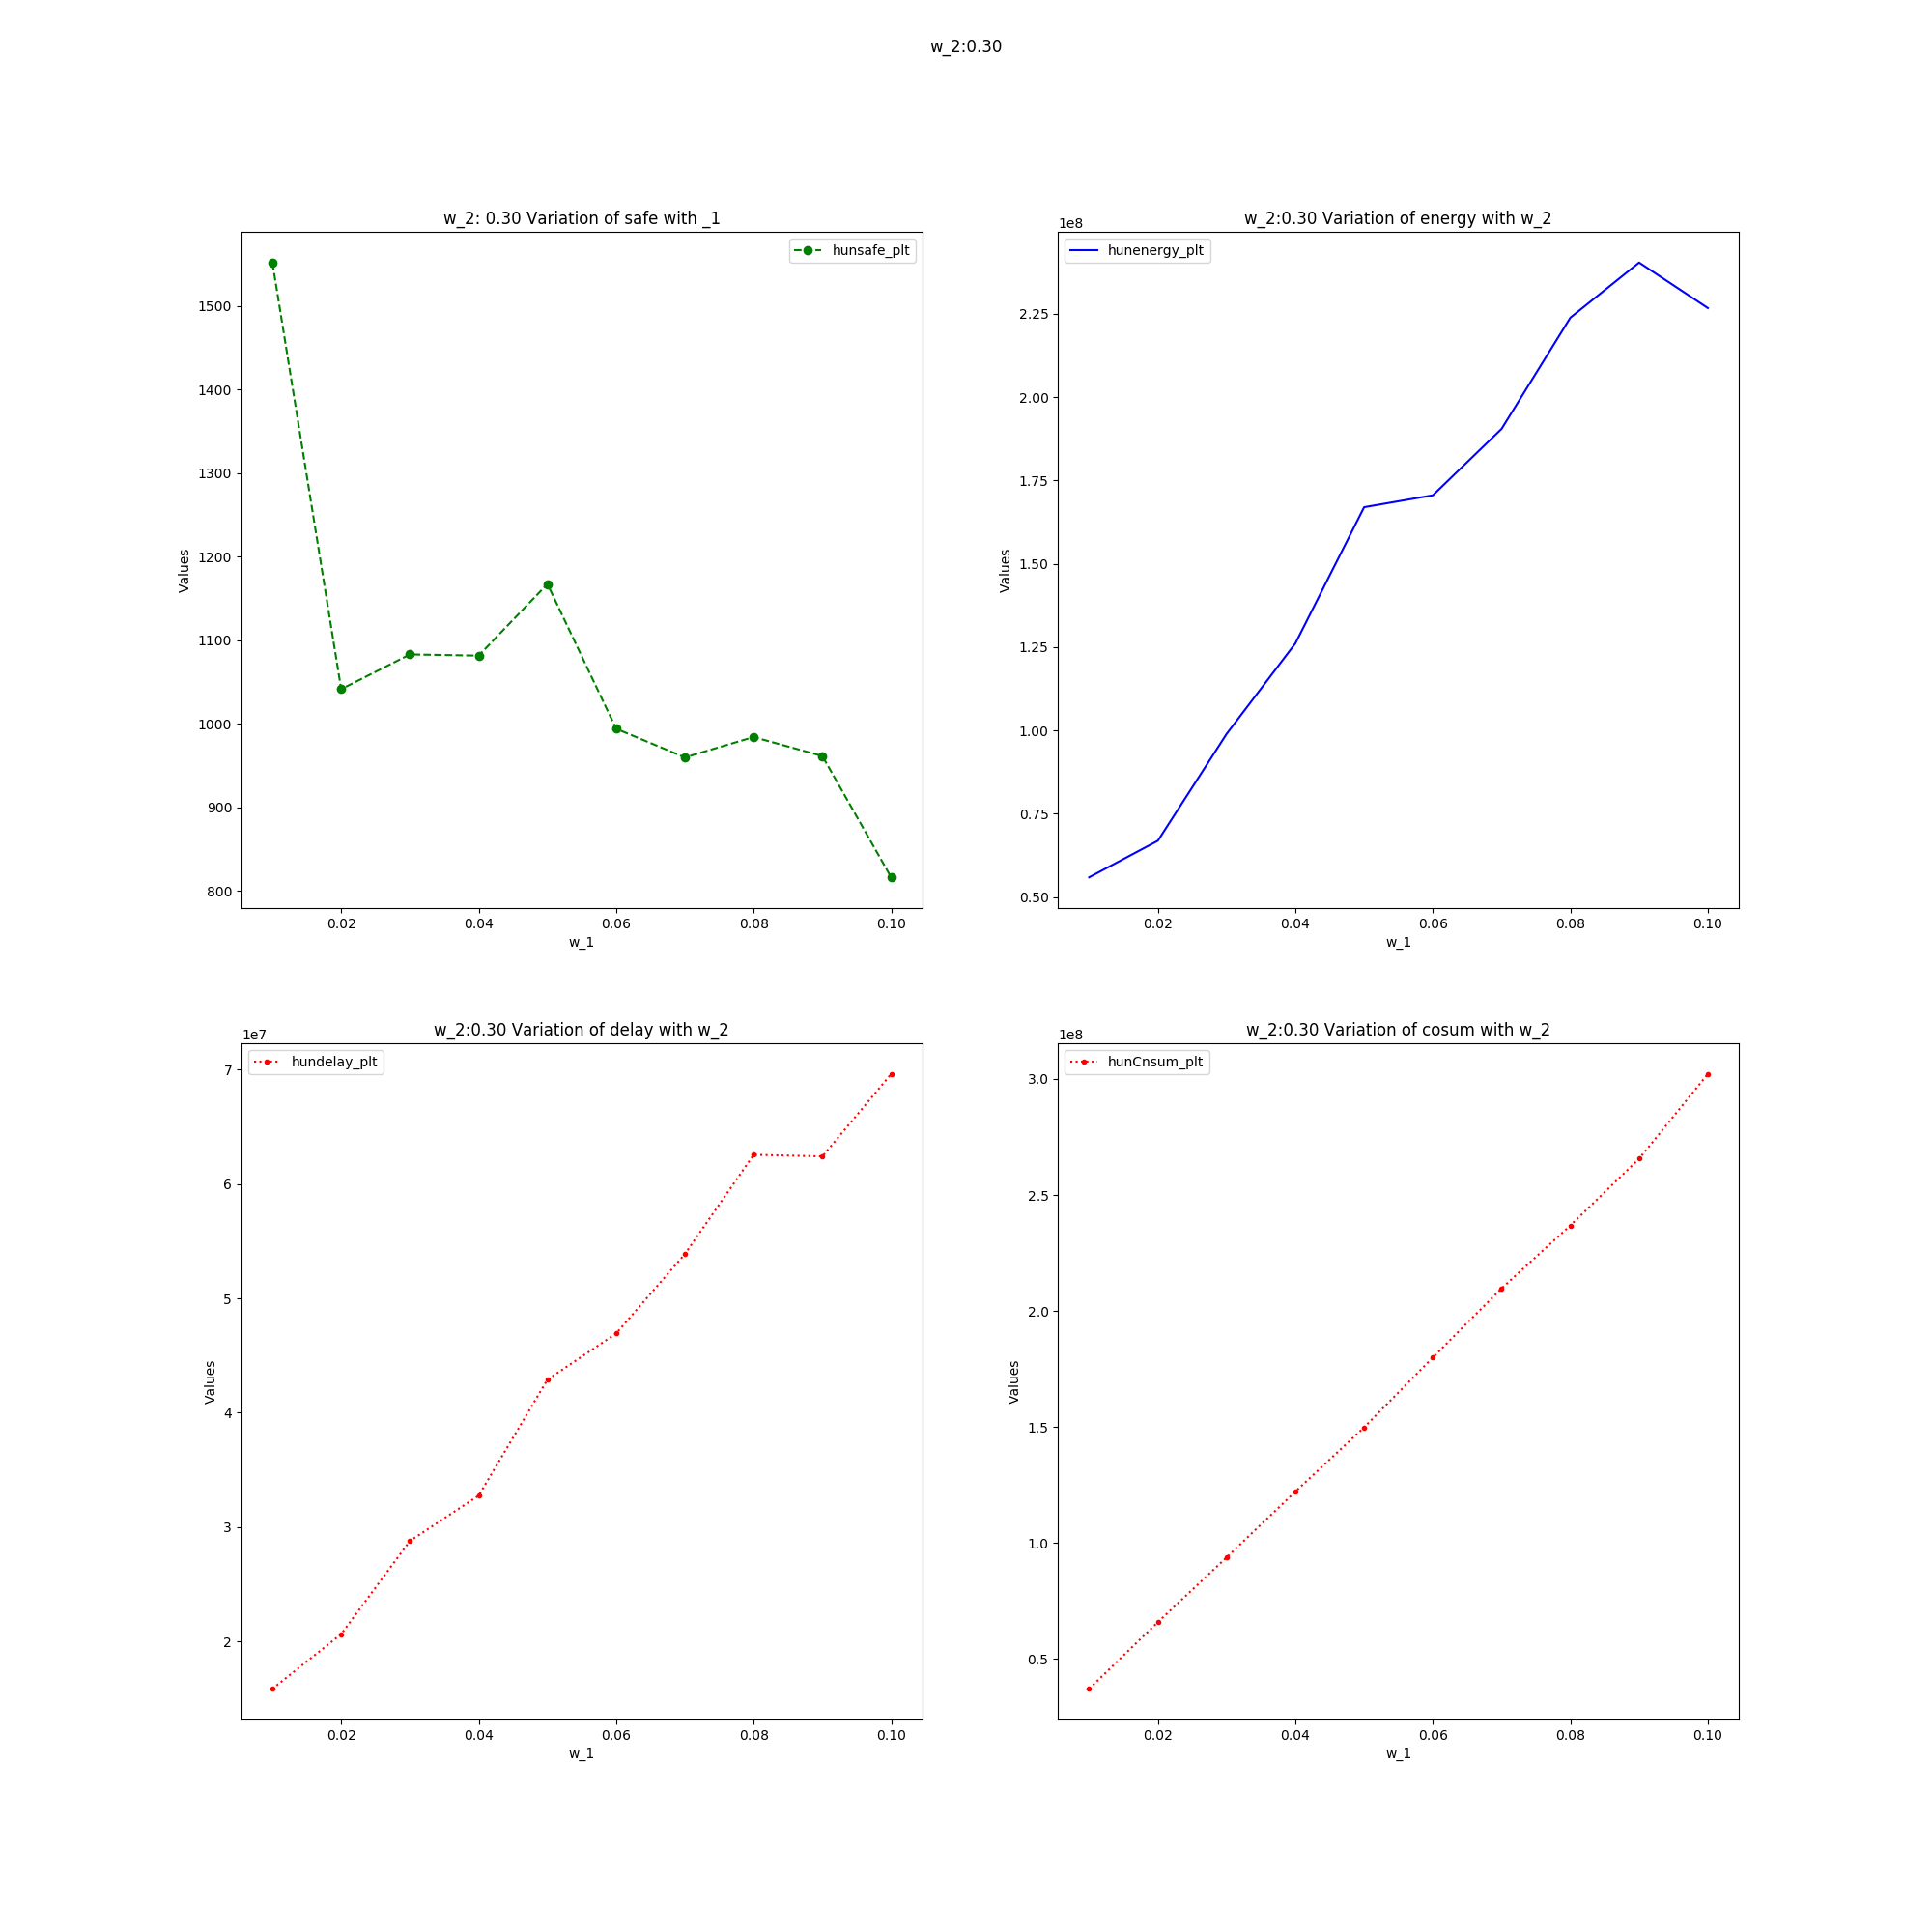 w_2:0.30
w_2: 0.30 Variation of safe with _1
hunsafe_plt
Values
1500
1400
1300
1200
1100
1000
900
800
0.02 0.04 0.06 0.08 0.10
w_1
w_2:0.30 Variation of energy with w_2
1e8
hunenergy_plt
Values
2.25
2.00
1.75
1.50
1.25
1.00
0.75
0.50
0.02 0.04 0.06 0.08 0.10
w_1
w_2:0.30 Variation of delay with w_2
1e7
hundelay_plt
Values
7
6
5
4
3
2
0.02 0.04 0.06 0.08 0.10
w_1
w_2:0.30 Variation of cosum with w_2
1e8
hunCnsum_plt
Values
3.0
2.5
2.0
1.5
1.0
0.5
0.02 0.04 0.06 0.08 0.10
w_1